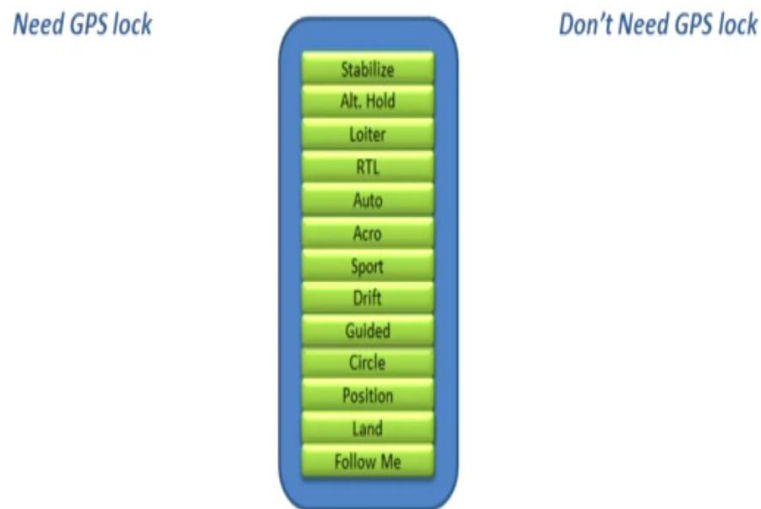 Need GPS lock
Don't Need GPS lock
Stabilize
Alt. Hold
Loiter
RTL
Auto
Acro
Sport
Drift
Guided
Circle
Position
Land
Follow Me